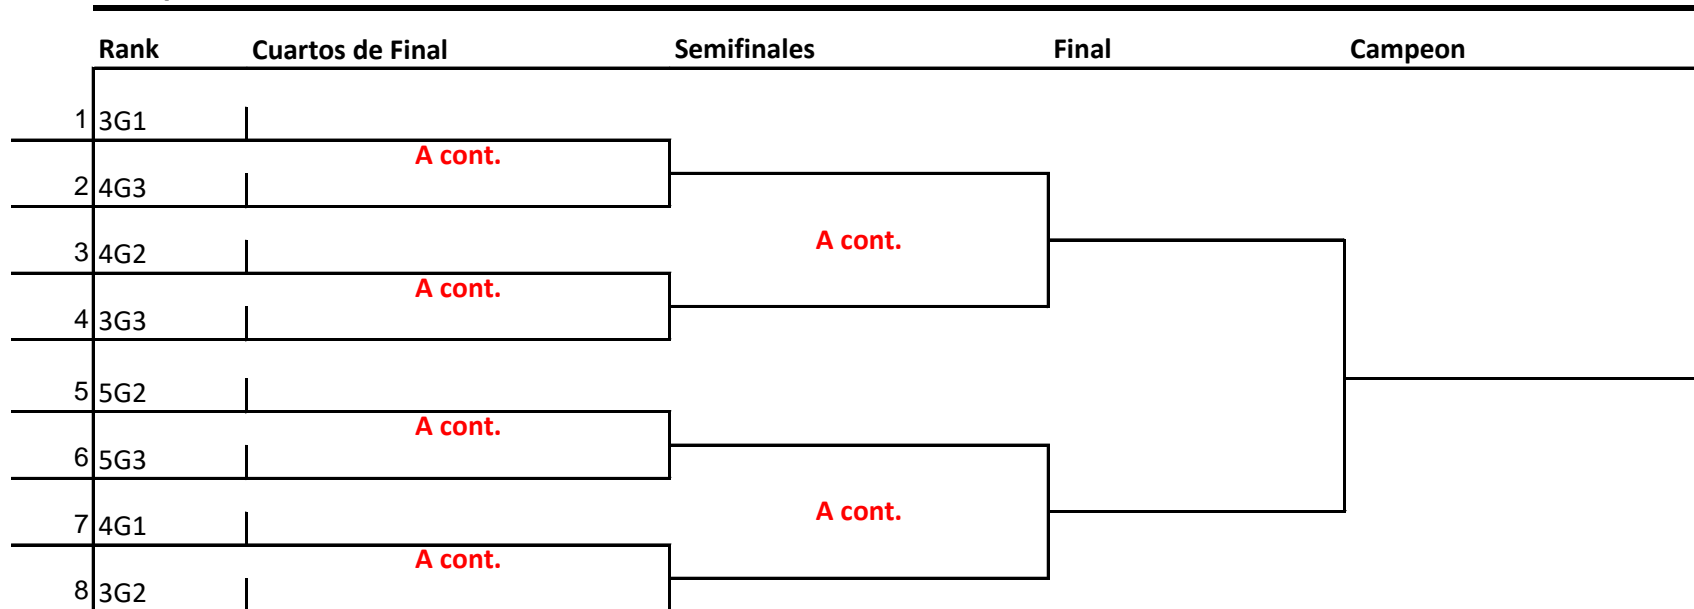 Rank Cuartos de Final Semifinales Final Campeon
1 3G1
A cont.
2 4G3
A cont.
3 4G2
A cont.
4 3G3
5 5G2
A cont.
6 5G3
A cont.
7 4G1
A cont.
8 3G2